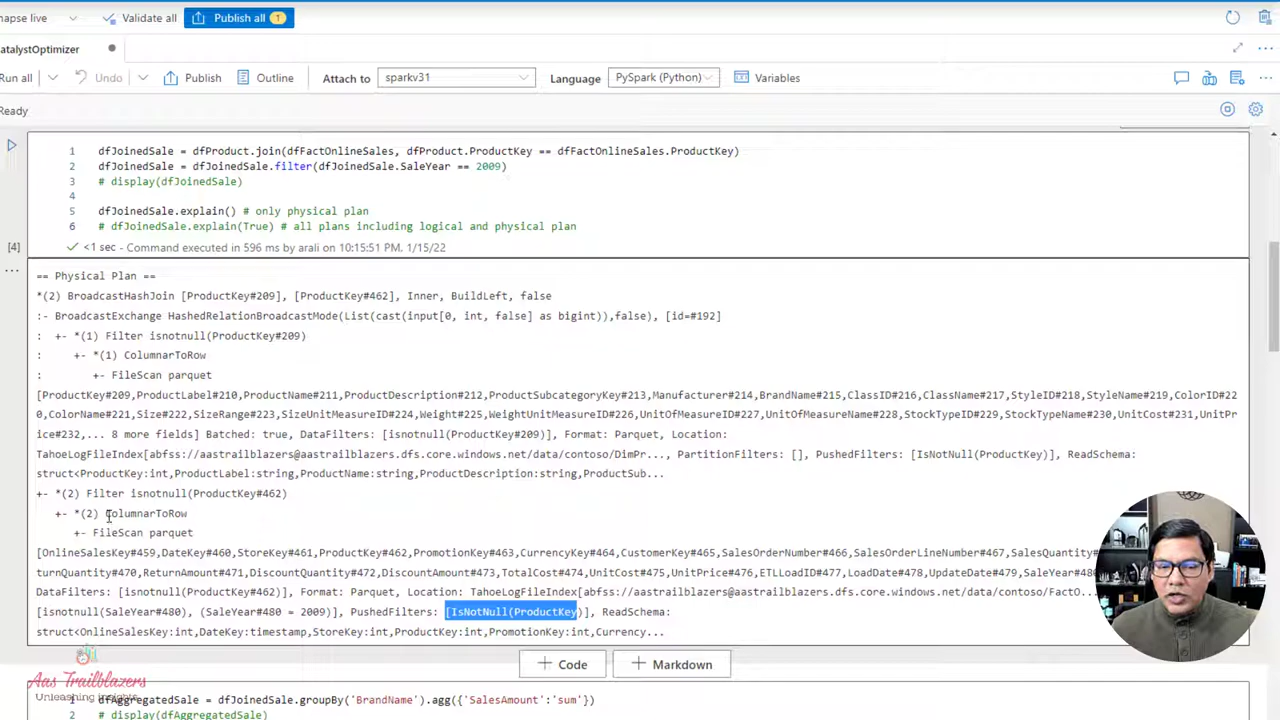 apse live
Validate all
Publish all 1
atalystOptimizer
un all
Undo
Publish
Outline
Attach to
sparkv31
Language
PySpark (Python)
Variables
Ready
1 dfJoinedSale = dfProduct.join(dfFactOnlineSales, dfProduct.ProductKey == dfFactOnlineSales.ProductKey)
2 dfJoinedSale = dfJoinedSale.filter(dfJoinedSale.SaleYear == 2009)
3 # display(dfJoinedSale)
4
5 dfJoinedSale.explain() # only physical plan
6 # dfJoinedSale.explain(True) # all plans including logical and physical plan
[4]
<1 sec - Command executed in 596 ms by arali on 10:15:51 PM, 1/15/22
== Physical Plan ==
*(2) BroadcastHashJoin [ProductKey#209], [ProductKey#462], Inner, BuildLeft, false
:- BroadcastExchange HashedRelationBroadcastMode(List(cast(input[0, int, false] as bigint)),false), [id=#192]
: +- *(1) Filter isnotnull(ProductKey#209)
: +- *(1) ColumnarToRow
: +- FileScan parquet
[ProductKey#209,ProductLabel#210,ProductName#211,ProductDescription#212,ProductSubcategoryKey#213,Manufacturer#214,BrandName#215,ClassID#216,ClassName#217,StyleID#218,StyleName#219,ColorID#22
0,ColorName#221,Size#222,SizeRange#223,SizeUnitMeasureID#224,Weight#225,WeightUnitMeasureID#226,UnitOfMeasureID#227,UnitOfMeasureName#228,StockTypeID#229,StockTypeName#230,UnitCost#231,UnitPr
ice#232,... 8 more fields] Batched: true, DataFilters: [isnotnull(ProductKey#209)], Format: Parquet, Location:
TahoeLogFileIndex[abfss://aastrailblazers@aastrailblazers.dfs.core.windows.net/data/contoso/DimPr..., PartitionFilters: [], PushedFilters: [IsNotNull(ProductKey)], ReadSchema:
struct<ProductKey:int,ProductLabel:string,ProductName:string,ProductDescription:string,ProductSub...
+- *(2) Filter isnotnull(ProductKey#462)
+- *(2) ColumnarToRow
+- FileScan parquet
[OnlineSalesKey#459,DateKey#460,StoreKey#461,ProductKey#462,PromotionKey#463,CurrencyKey#464,CustomerKey#465,SalesOrderNumber#466,SalesOrderLineNumber#467,SalesQuantity#
turnQuantity#470,ReturnAmount#471,DiscountQuantity#472,DiscountAmount#473,TotalCost#474,UnitCost#475,UnitPrice#476,ETLLoadID#477,LoadDate#478,UpdateDate#479,SaleYear#48
DataFilters: [isnotnull(ProductKey#462)], Format: Parquet, Location: TahoeLogFileIndex[abfss://aastrailblazers@aastrailblazers.dfs.core.windows.net/data/contoso/FactO...
[isnotnull(SaleYear#480), (SaleYear#480 = 2009)], PushedFilters: [IsNotNull(ProductKey)], ReadSchema:
struct<OnlineSalesKey:int,DateKey:timestamp,StoreKey:int,ProductKey:int,PromotionKey:int,Currency...
Code
Markdown
Aas Trailblazers
Unleashing Insights
1 dfAggregatedSale = dfJoinedSale.groupBy('BrandName').agg({'SalesAmount':'sum'})
2 # display(dfAggregatedSale)